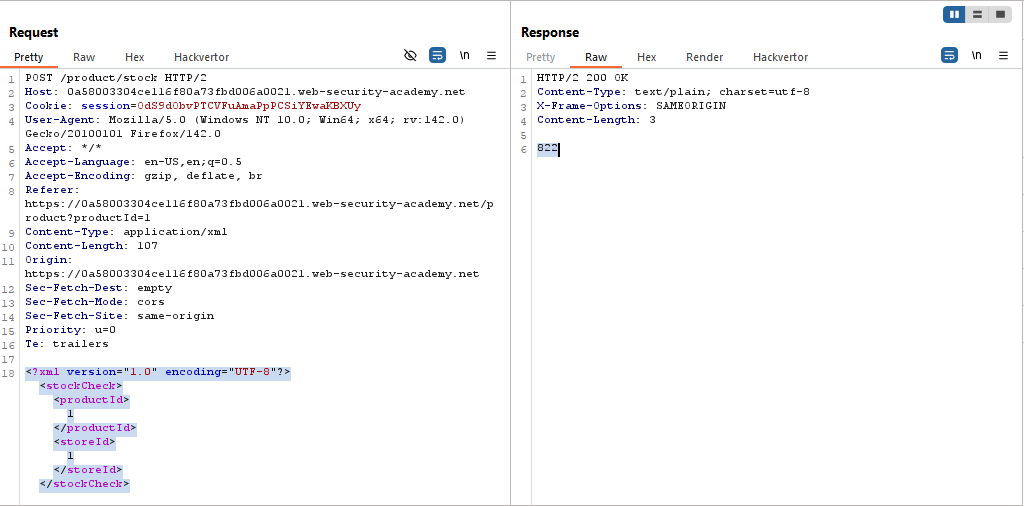 Request
Pretty Raw Hex Hackvertor
\n
1 POST /product/stock HTTP/2
2 Host: 0a58003304ce116f80a73fbd006a0021.web-security-academy.net
3 Cookie: session=OdS9dObvPTCVFuAmaPpPCSiYEwaKBXUy
4 User-Agent: Mozilla/5.0 (Windows NT 10.0; Win64; x64; rv:142.0)
Gecko/20100101 Firefox/142.0
5 Accept: */*
6 Accept-Language: en-US,en;q=0.5
7 Accept-Encoding: gzip, deflate, br
8 Referer:
https://0a58003304ce116f80a73fbd006a0021.web-security-academy.net/p
roduct?productId=1
9 Content-Type: application/xml
10 Content-Length: 107
11 Origin:
https://0a58003304ce116f80a73fbd006a0021.web-security-academy.net
12 Sec-Fetch-Dest: empty
13 Sec-Fetch-Mode: cors
14 Sec-Fetch-Site: same-origin
15 Priority: u=0
16 Te: trailers
17
18 <?xml version="1.0" encoding="UTF-8"?>
<stockCheck>
<productId>
1
</productId>
<storeId>
1
</storeId>
</stockCheck>
Response
Pretty Raw Hex Render Hackvertor
\n
1 HTTP/2 200 OK
2 Content-Type: text/plain; charset=utf-8
3 X-Frame-Options: SAMEORIGIN
4 Content-Length: 3
5
6 822